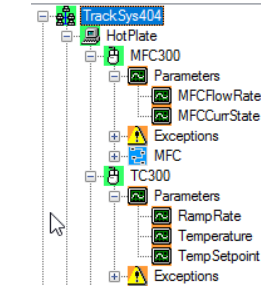 TrackSys404
HotPlate
MFC300
Parameters
MFCFlowRate
MFCCurrState
Exceptions
MFC
TC300
Parameters
RampRate
Temperature
TempSetpoint
Exceptions